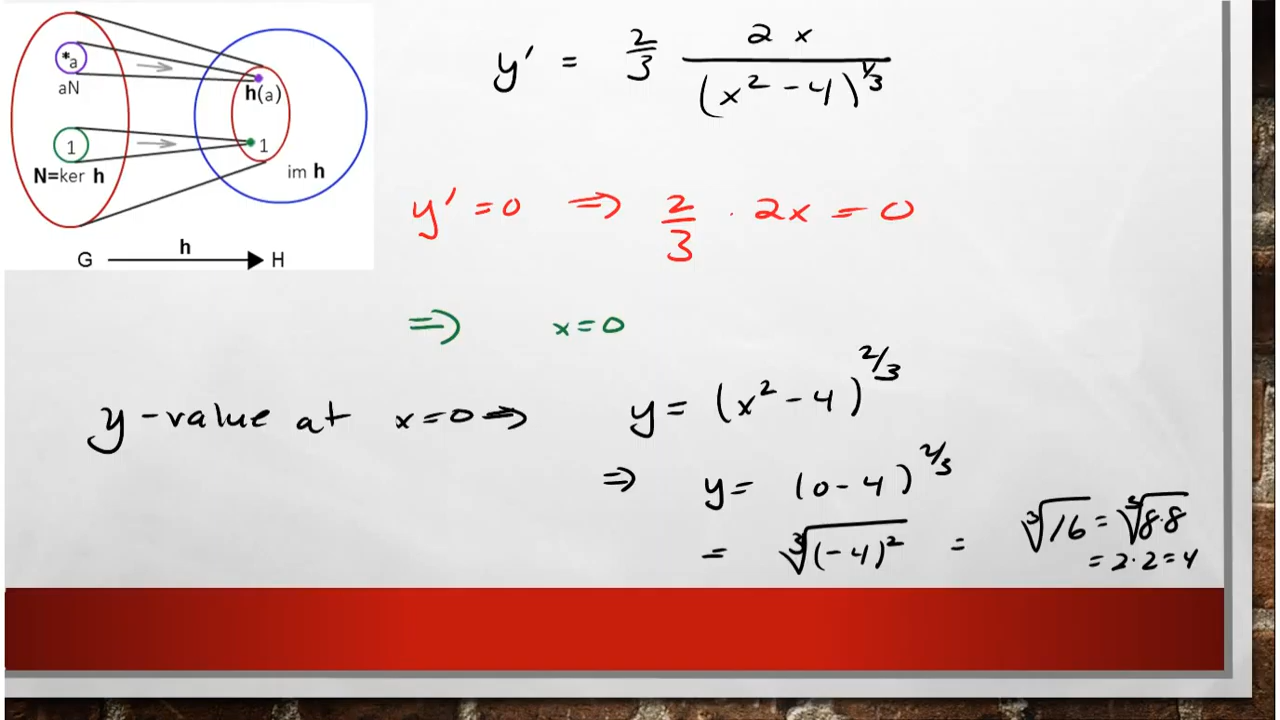 *a
aN
h(a)
1
1
N=ker h
im h
h
G
H
y' = 2/3 2x/(x² - 4)^1/3
y' = 0 ⇒ 2/3 · 2x = 0
⇒ x = 0
y-value at x = 0 ⇒ y = (x² - 4)^2/3
⇒ y = (0 - 4)^2/3
= ∛(-4)² = ∛16 = ∛8·8
= 2·2 = 4